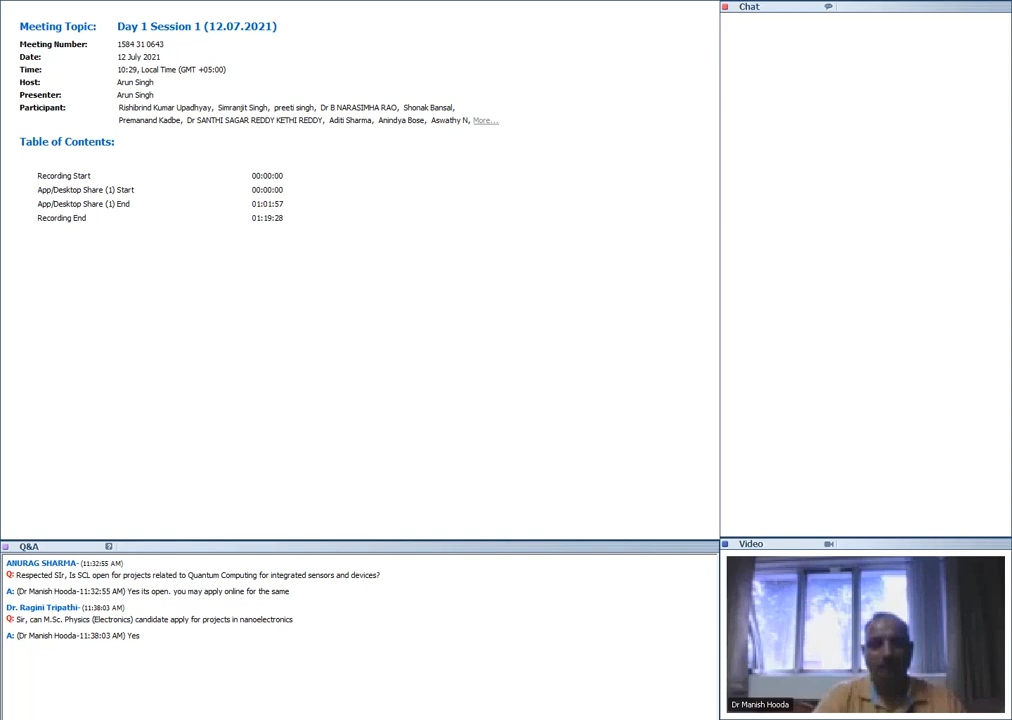 Meeting Topic: Day 1 Session 1 (12.07.2021)
Meeting Number: 1584 31 0643
Date: 12 July 2021
Time: 10:29, Local Time (GMT +05:00)
Host: Arun Singh
Presenter: Arun Singh
Participant: Rishibrind Kumar Upadhyay, Simranjit Singh, preeti singh, Dr B NARASIMHA RAO, Shonak Bansal,
Premanand Kadbe, Dr SANTHI SAGAR REDDY KETHI REDDY, Aditi Sharma, Anindya Bose, Aswathy N, More...
Table of Contents:
Recording Start 00:00:00
App/Desktop Share (1) Start 00:00:00
App/Desktop Share (1) End 01:01:57
Recording End 01:19:28
Chat
Q&A
ANURAG SHARMA- (11:32:55 AM)
Q: Respected SIr, Is SCL open for projects related to Quantum Computing for integrated sensors and devices?
A: (Dr Manish Hooda-11:32:55 AM) Yes its open. you may apply online for the same
Dr. Ragini Tripathi- (11:38:03 AM)
Q: Sir, can M.Sc. Physics (Electronics) candidate apply for projects in nanoelectronics
A: (Dr Manish Hooda-11:38:03 AM) Yes
Video
Dr Manish Hooda